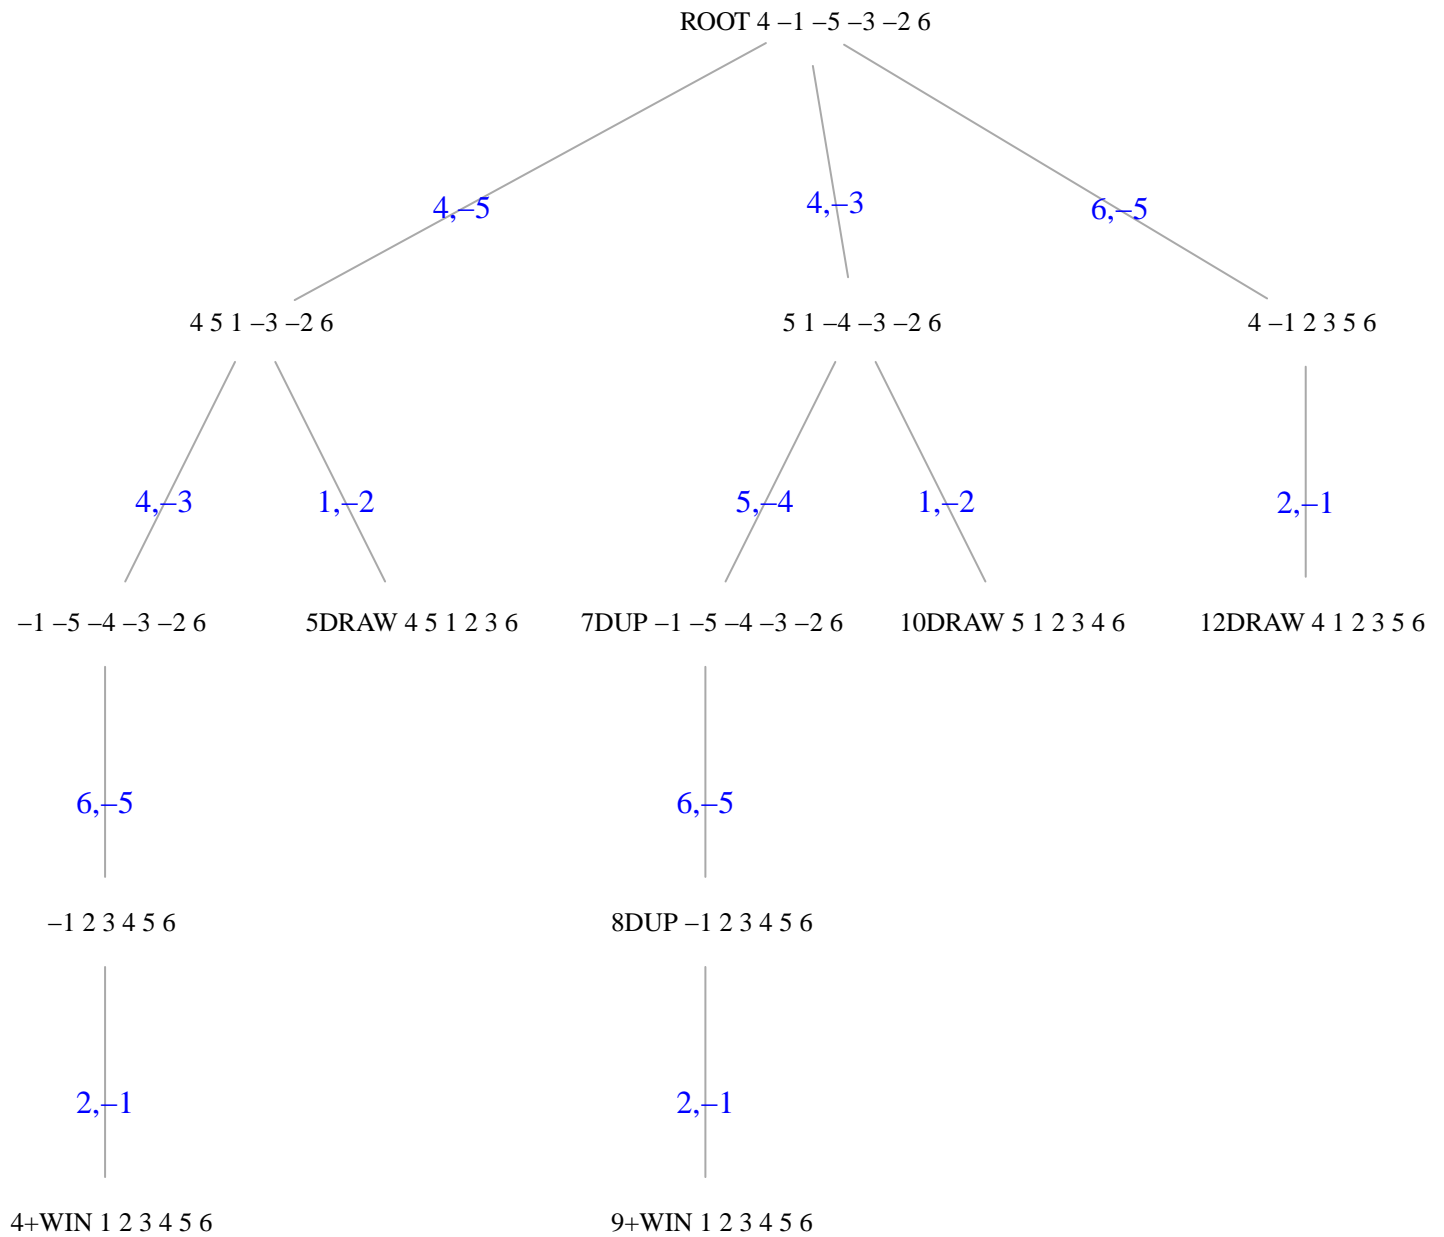 ROOT 4 –1 –5 –3 –2 6
4,–5
4,–3
6,–5
4 5 1 –3 –2 6
5 1 –4 –3 –2 6
4 –1 2 3 5 6
4,–3
1,–2
5,–4
1,–2
2,–1
–1 –5 –4 –3 –2 6
5DRAW 4 5 1 2 3 6
7DUP –1 –5 –4 –3 –2 6
10DRAW 5 1 2 3 4 6
12DRAW 4 1 2 3 5 6
6,–5
6,–5
–1 2 3 4 5 6
8DUP –1 2 3 4 5 6
2,–1
2,–1
4+WIN 1 2 3 4 5 6
9+WIN 1 2 3 4 5 6